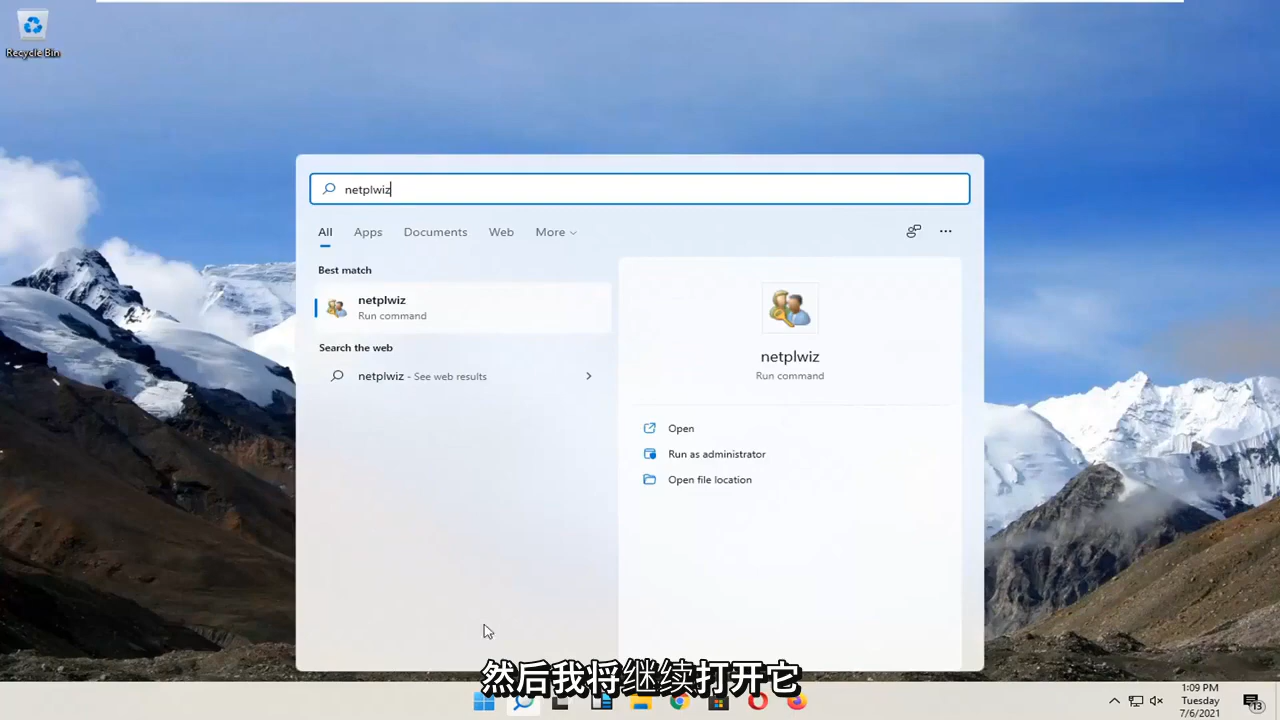 Recycle Bin
netplwiz
All Apps Documents Web More
Best match
netplwiz
Run command
Search the web
netplwiz - See web results
netplwiz
Run command
Open
Run as administrator
Open file location
然后我将继续打开它
1:09 PM
Tuesday
7/6/2021
13